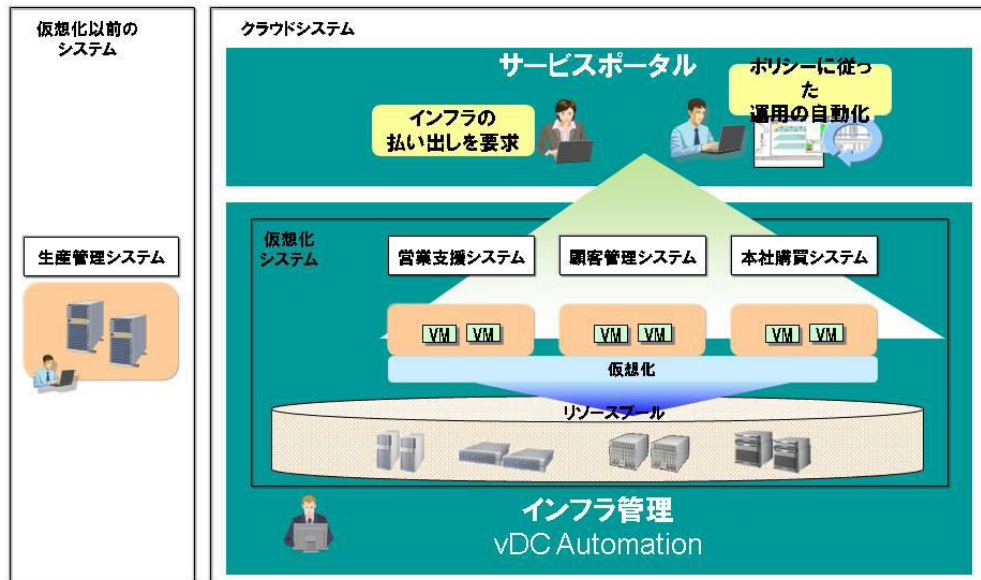 仮想化以前の
システム
生産管理システム
クラウドシステム
サービスポータル
インフラの
払い出しを要求
ポリシーに従っ
た
運用の自動化
仮想化
システム
営業支援システム
顧客管理システム
本社購買システム
VM VM
VM VM
VM VM
仮想化
リソースプール
インフラ管理
vDC Automation